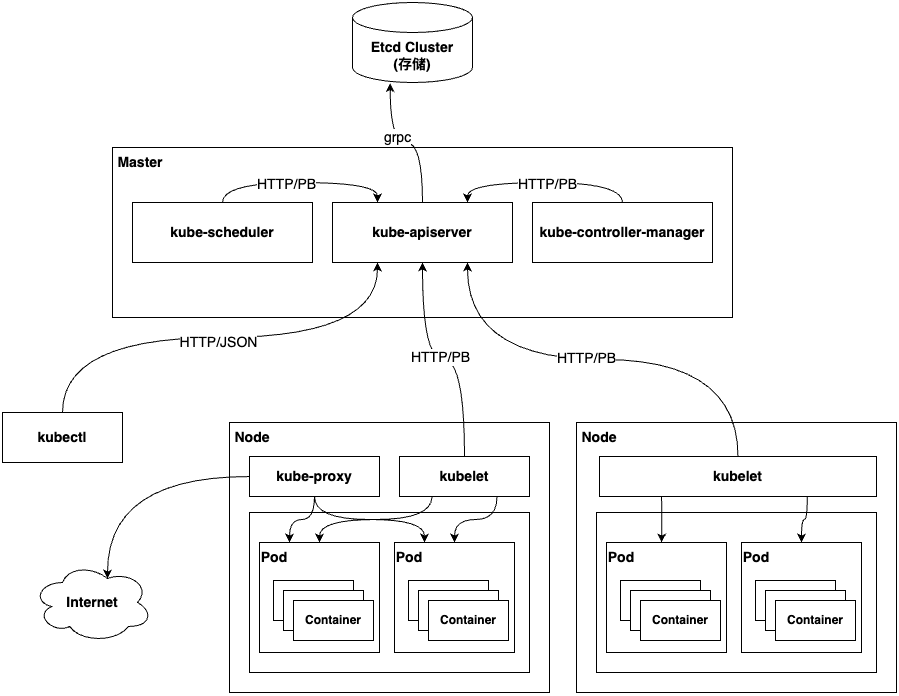 Etcd Cluster
(存储)
grpc
Master
HTTP/PB
HTTP/PB
kube-scheduler
kube-apiserver
kube-controller-manager
HTTP/JSON
HTTP/PB
HTTP/PB
kubectl
Node
kube-proxy
kubelet
Pod
Container
Pod
Container
Node
kubelet
Pod
Container
Pod
Container
Internet